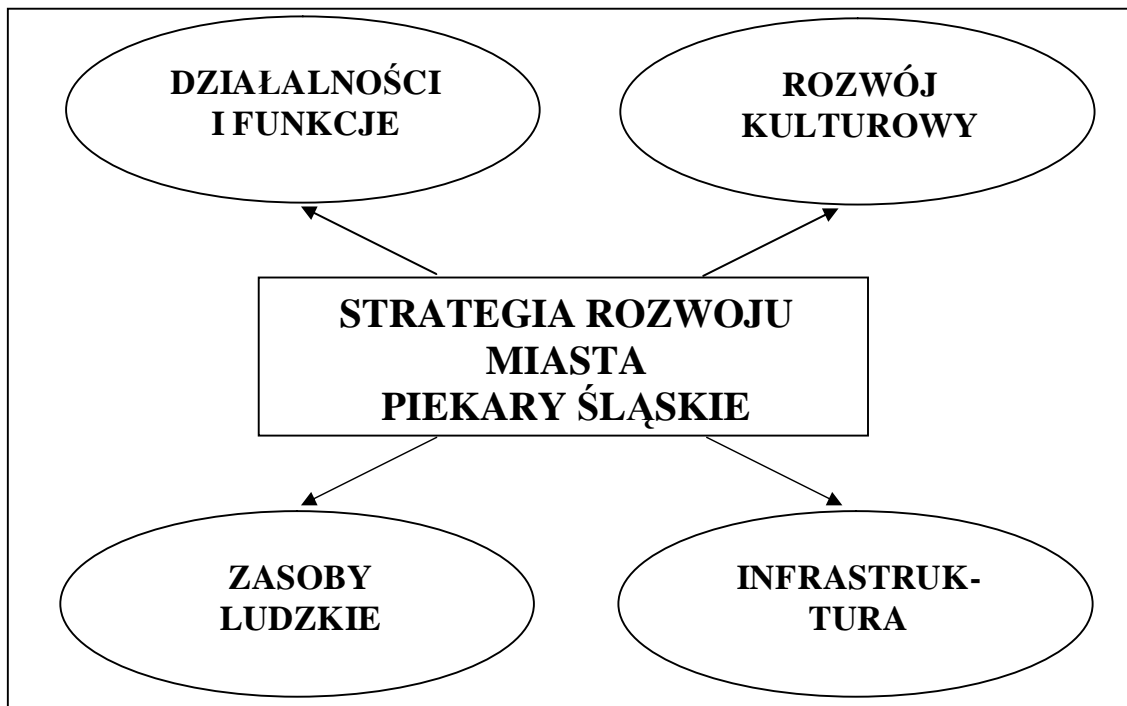 DZIAŁALNOŚCI
I FUNKCJE
ROZWÓJ
KULTUROWY
STRATEGIA ROZWOJU
MIASTA
PIEKARY ŚLĄSKIE
ZASOBY
LUDZKIE
INFRASTRUK-
TURA